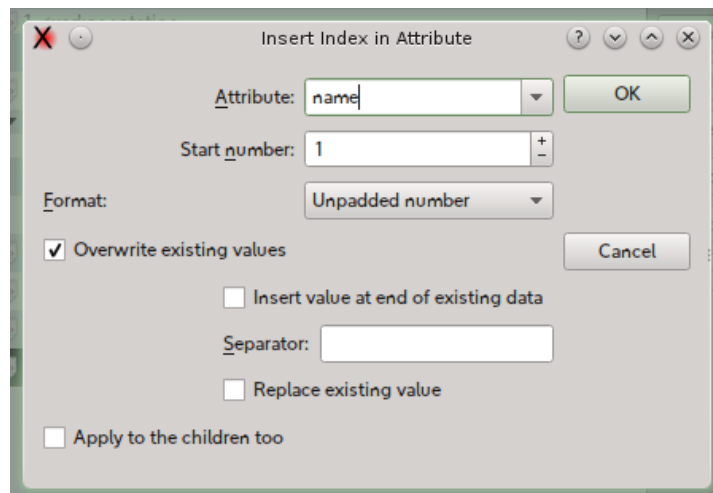 Insert Index in Attribute
Attribute: name OK
Start number: 1
Format: Unpadded number
Overwrite existing values Cancel
Insert value at end of existing data
Separator:
Replace existing value
Apply to the children too